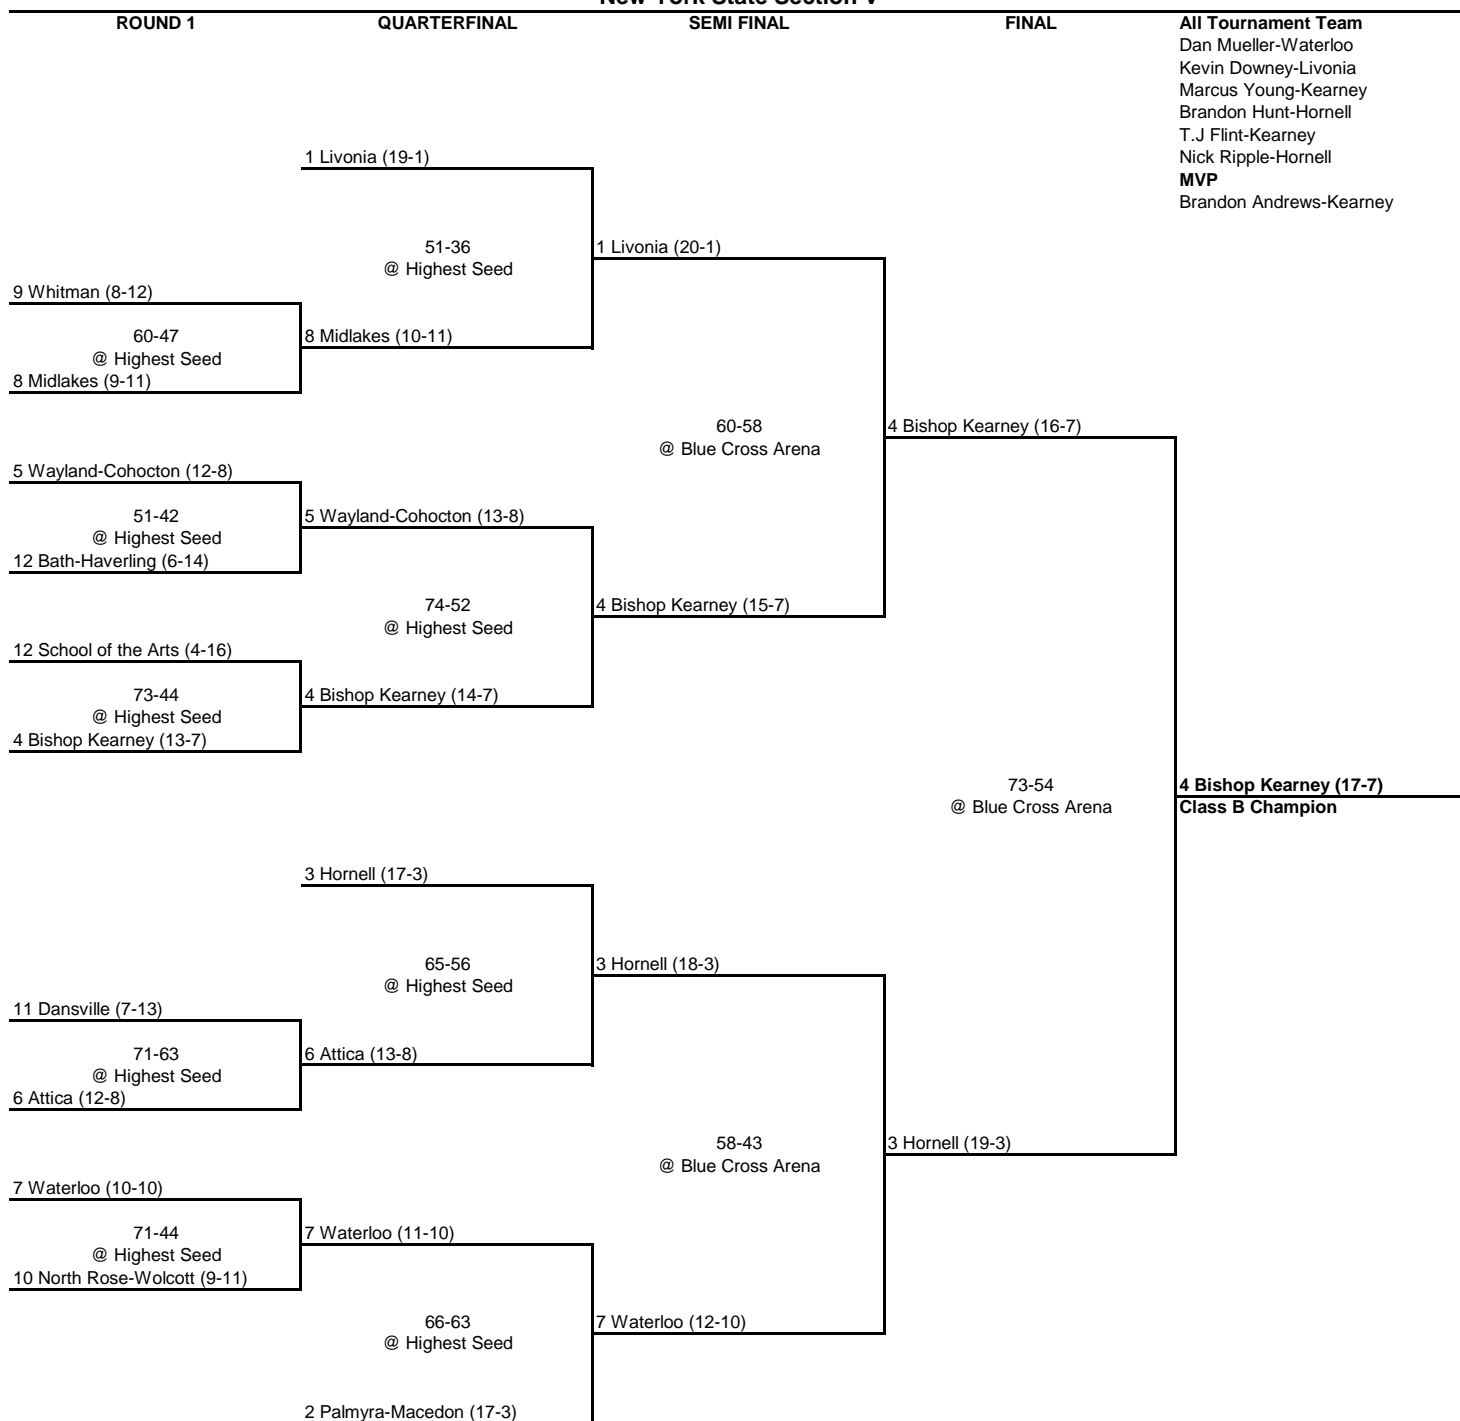 New York State Section V
ROUND 1 QUARTERFINAL SEMI FINAL FINAL All Tournament Team
Dan Mueller-Waterloo
Kevin Downey-Livonia
Marcus Young-Kearney
Brandon Hunt-Hornell
T.J Flint-Kearney
1 Livonia (19-1) Nick Ripple-Hornell
MVP
Brandon Andrews-Kearney
51-36 1 Livonia (20-1)
@ Highest Seed
9 Whitman (8-12)
60-47 8 Midlakes (10-11)
@ Highest Seed
8 Midlakes (9-11)
60-58 4 Bishop Kearney (16-7)
@ Blue Cross Arena
5 Wayland-Cohocton (12-8)
51-42 5 Wayland-Cohocton (13-8)
@ Highest Seed
12 Bath-Haverling (6-14)
74-52 4 Bishop Kearney (15-7)
@ Highest Seed
12 School of the Arts (4-16)
73-44 4 Bishop Kearney (14-7)
@ Highest Seed
4 Bishop Kearney (13-7)
73-54 4 Bishop Kearney (17-7)
@ Blue Cross Arena Class B Champion
3 Hornell (17-3)
65-56 3 Hornell (18-3)
@ Highest Seed
11 Dansville (7-13)
71-63 6 Attica (13-8)
@ Highest Seed
6 Attica (12-8)
58-43 3 Hornell (19-3)
@ Blue Cross Arena
7 Waterloo (10-10)
71-44 7 Waterloo (11-10)
@ Highest Seed
10 North Rose-Wolcott (9-11)
66-63 7 Waterloo (12-10)
@ Highest Seed
2 Palmyra-Macedon (17-3)